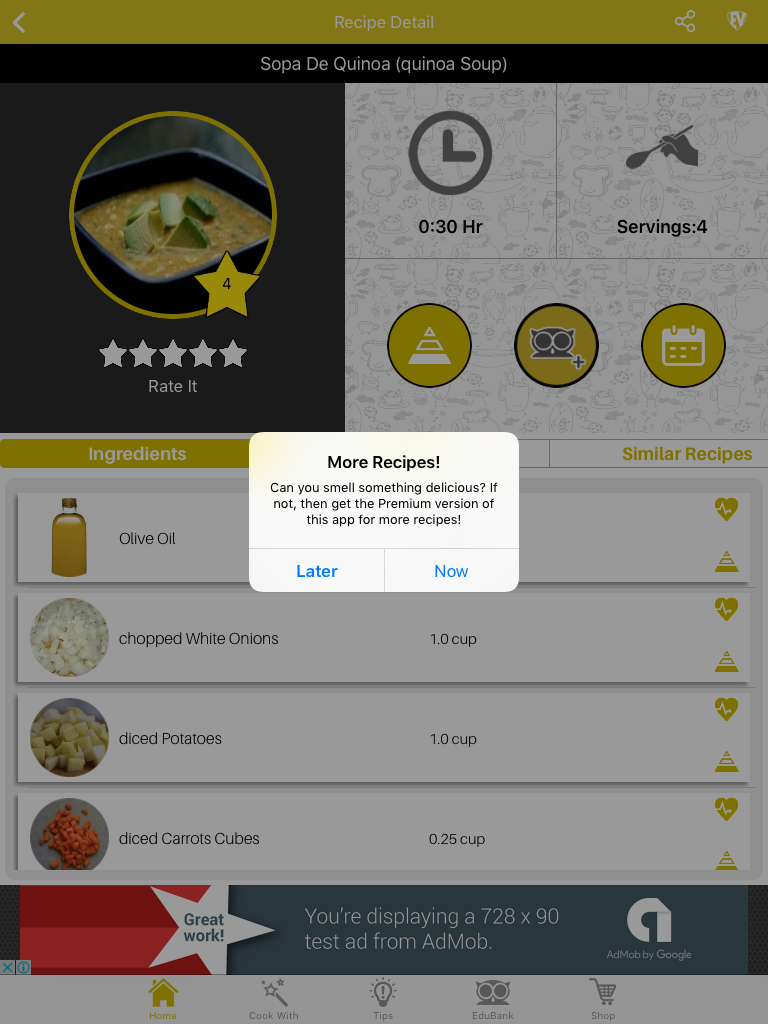 Recipe Detail
EV
Sopa De Quinoa (quinoa Soup)
4
Rate It
0:30 Hr
Servings:4
Ingredients
Similar Recipes
More Recipes!
Can you smell something delicious? If
not, then get the Premium version of
this app for more recipes!
Later
Now
Olive Oil
chopped White Onions
1.0 cup
diced Potatoes
1.0 cup
diced Carrots Cubes
0.25 cup
Great
work!
You're displaying a 728 x 90
test ad from AdMob.
AdMob by Google
Home
Cook With
Tips
EduBank
Shop